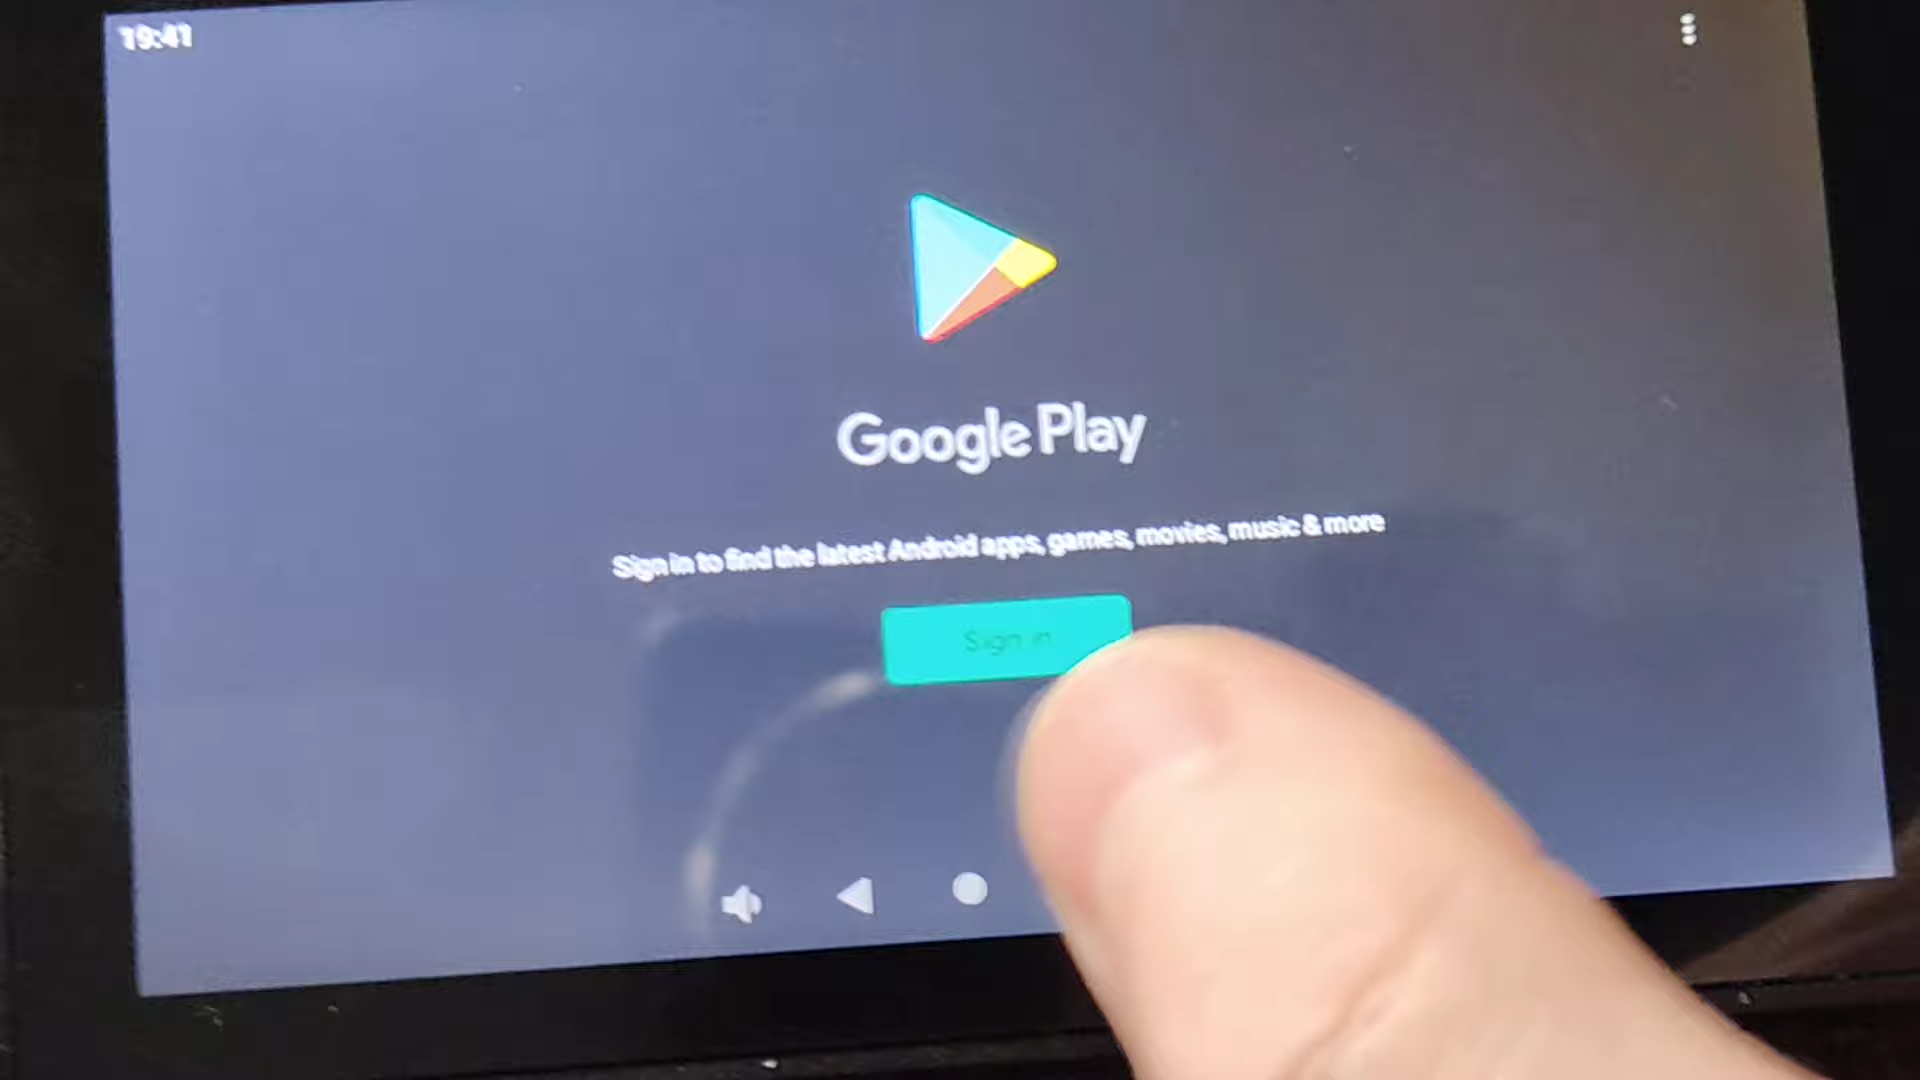 19:41
Google Play
Sign in to find the latest Android apps, games, movies, music & more
Sign in